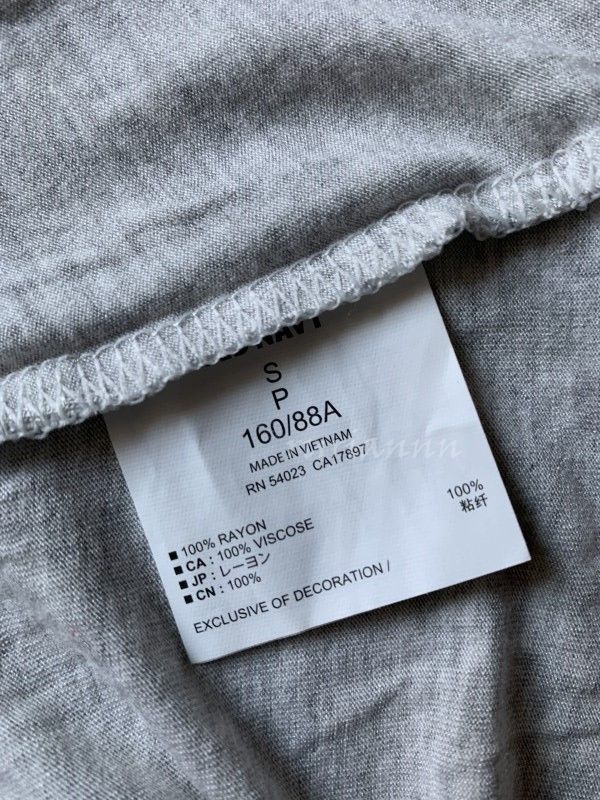 NAVY
S
P
160/88A
MADE IN VIETNAM
RN 54023 CA17897
100%
粘纤
■ 100% RAYON
■ CA : 100% VISCOSE
■ JP : レーヨン
■ CN : 100%
EXCLUSIVE OF DECORATION /